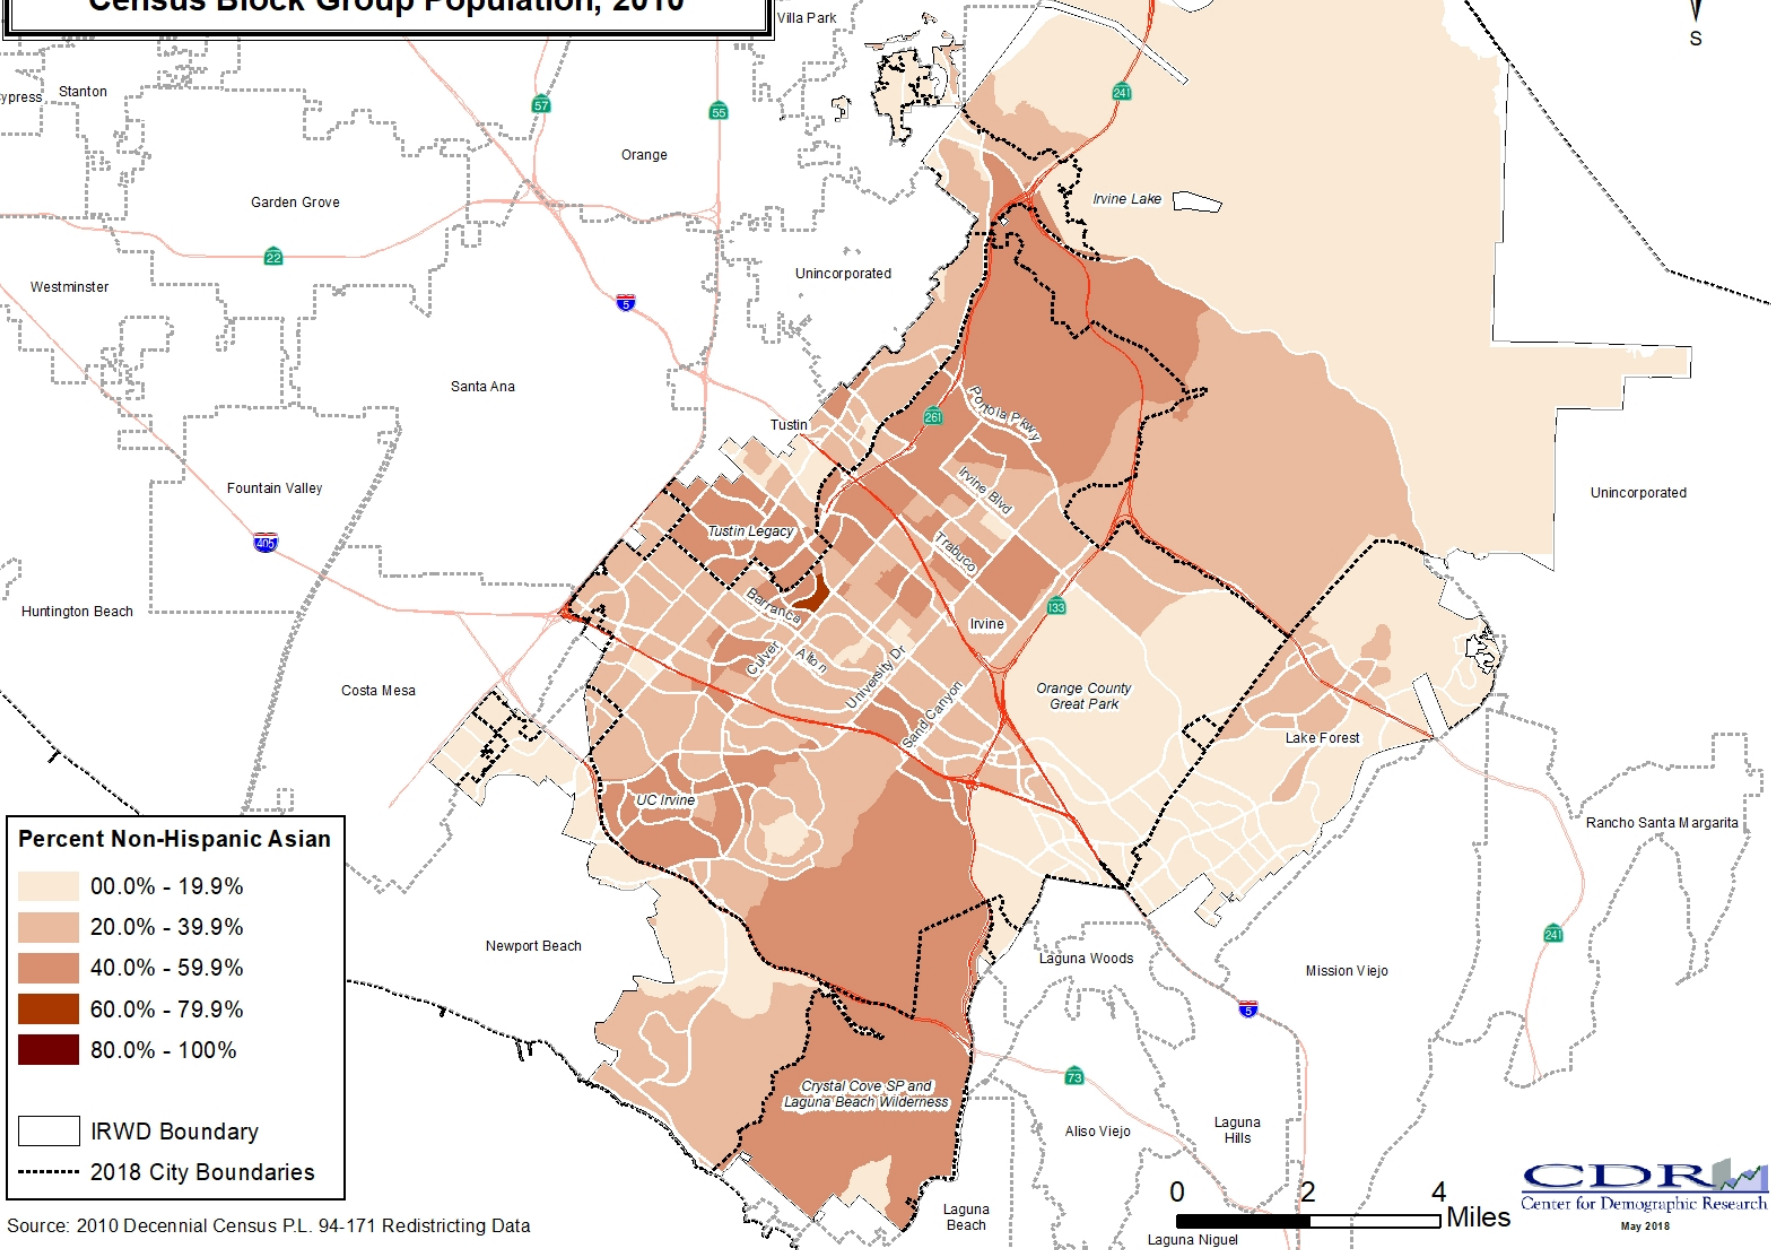 Census Block Group Population, 2010
Villa Park
S
241
Stanton
ypress
57
55
Orange
Garden Grove
Irvine Lake
22
Westminster
Unincorporated
5
Santa Ana
261
Portola Pkwy
Tustin
Fountain Valley
Irvine Blvd
Unincorporated
Tustin Legacy
405
Trabuco
Huntington Beach
Barranca
133
Irvine
Culver
Alton
University Dr
Costa Mesa
Orange County
Great Park
Sand Canyon
Lake Forest
UC Irvine
Rancho Santa Margarita
Percent Non-Hispanic Asian
00.0% - 19.9%
20.0% - 39.9%
40.0% - 59.9%
60.0% - 79.9%
80.0% - 100%
IRWD Boundary
2018 City Boundaries
Newport Beach
241
Laguna Woods
Mission Viejo
5
73
Crystal Cove SP and
Laguna Beach Wilderness
Aliso Viejo
Laguna
Hills
Laguna
Beach
0 2 4
Miles
Laguna Niguel
CDR
Center for Demographic Research
May 2018
Source: 2010 Decennial Census P.L. 94-171 Redistricting Data